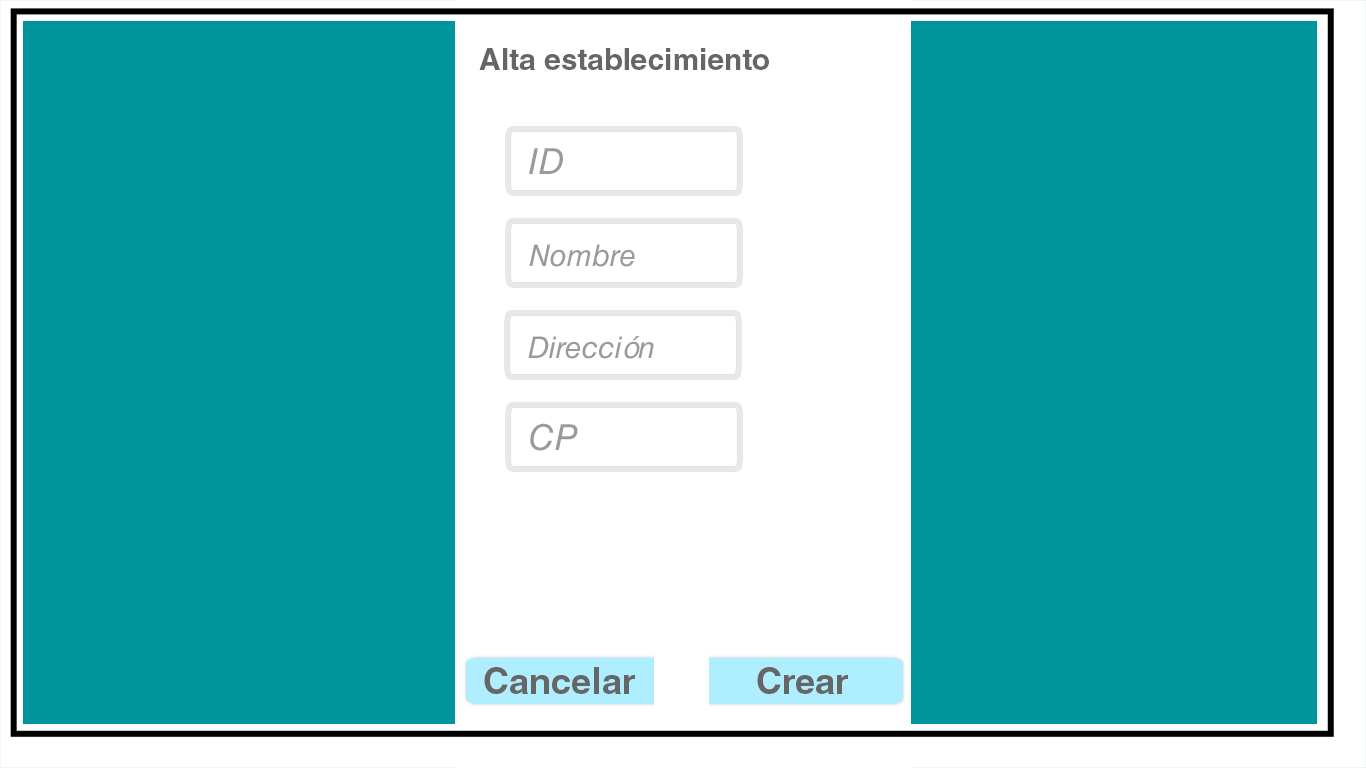 Alta establecimiento
ID
Nombre
Dirección
CP
Cancelar
Crear